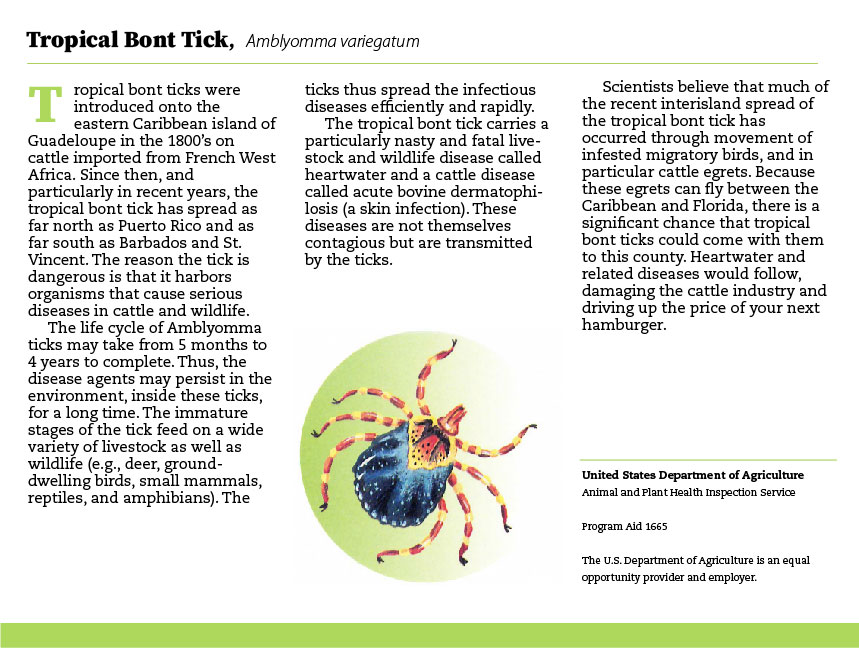 Tropical Bont Tick, Amblyomma variegatum
Tropical bont ticks were
introduced onto the
eastern Caribbean island of
Guadeloupe in the 1800's on
cattle imported from French West
Africa. Since then, and
particularly in recent years, the
tropical bont tick has spread as
far north as Puerto Rico and as
far south as Barbados and St.
Vincent. The reason the tick is
dangerous is that it harbors
organisms that cause serious
diseases in cattle and wildlife.
The life cycle of Amblyomma
ticks may take from 5 months to
4 years to complete. Thus, the
disease agents may persist in the
environment, inside these ticks,
for a long time. The immature
stages of the tick feed on a wide
variety of livestock as well as
wildlife (e.g., deer, ground-
dwelling birds, small mammals,
reptiles, and amphibians). The
ticks thus spread the infectious
diseases efficiently and rapidly.
The tropical bont tick carries a
particularly nasty and fatal live-
stock and wildlife disease called
heartwater and a cattle disease
called acute bovine dermatophi-
losis (a skin infection). These
diseases are not themselves
contagious but are transmitted
by the ticks.
Scientists believe that much of
the recent interisland spread of
the tropical bont tick has
occurred through movement of
infested migratory birds, and in
particular cattle egrets. Because
these egrets can fly between the
Caribbean and Florida, there is a
significant chance that tropical
bont ticks could come with them
to this county. Heartwater and
related diseases would follow,
damaging the cattle industry and
driving up the price of your next
hamburger.
United States Department of Agriculture
Animal and Plant Health Inspection Service
Program Aid 1665
The U.S. Department of Agriculture is an equal
opportunity provider and employer.